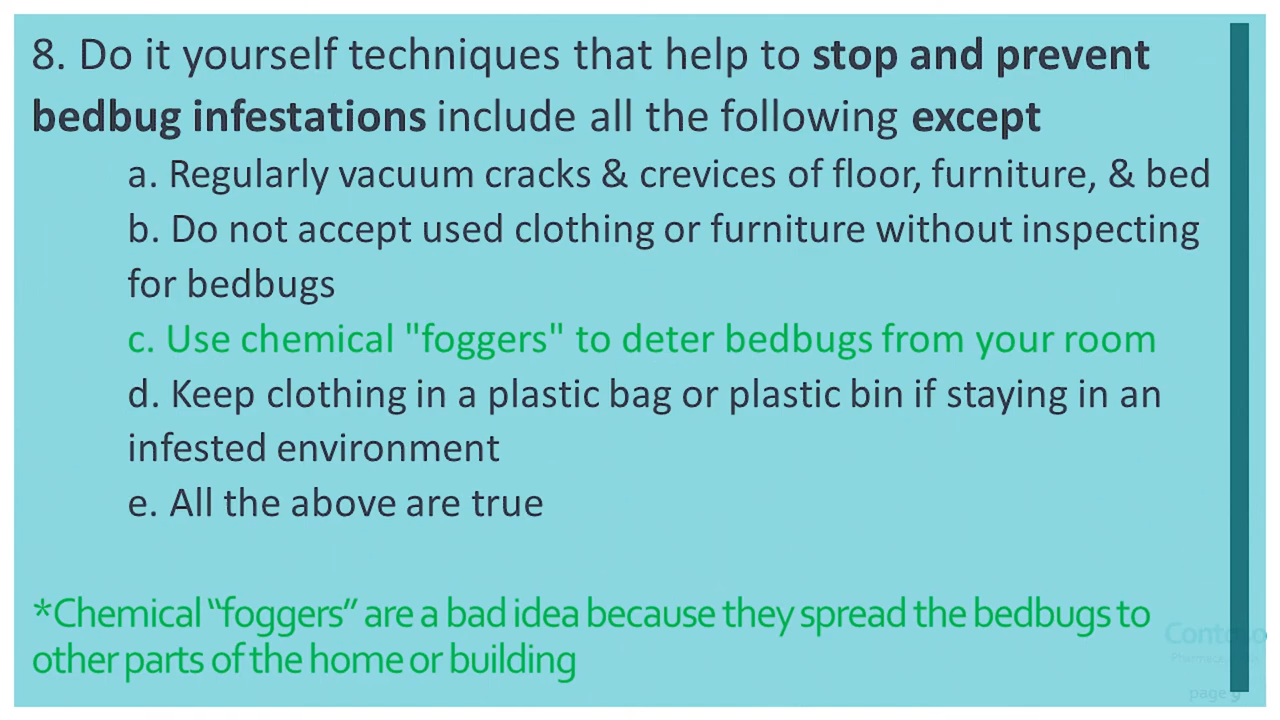 8. Do it yourself techniques that help to stop and prevent
bedbug infestations include all the following except
a. Regularly vacuum cracks & crevices of floor, furniture, & bed
b. Do not accept used clothing or furniture without inspecting
for bedbugs
c. Use chemical "foggers" to deter bedbugs from your room
d. Keep clothing in a plastic bag or plastic bin if staying in an
infested environment
e. All the above are true
*Chemical “foggers” are a bad idea because they spread the bedbugs to
other parts of the home or building
Contoso
page 9